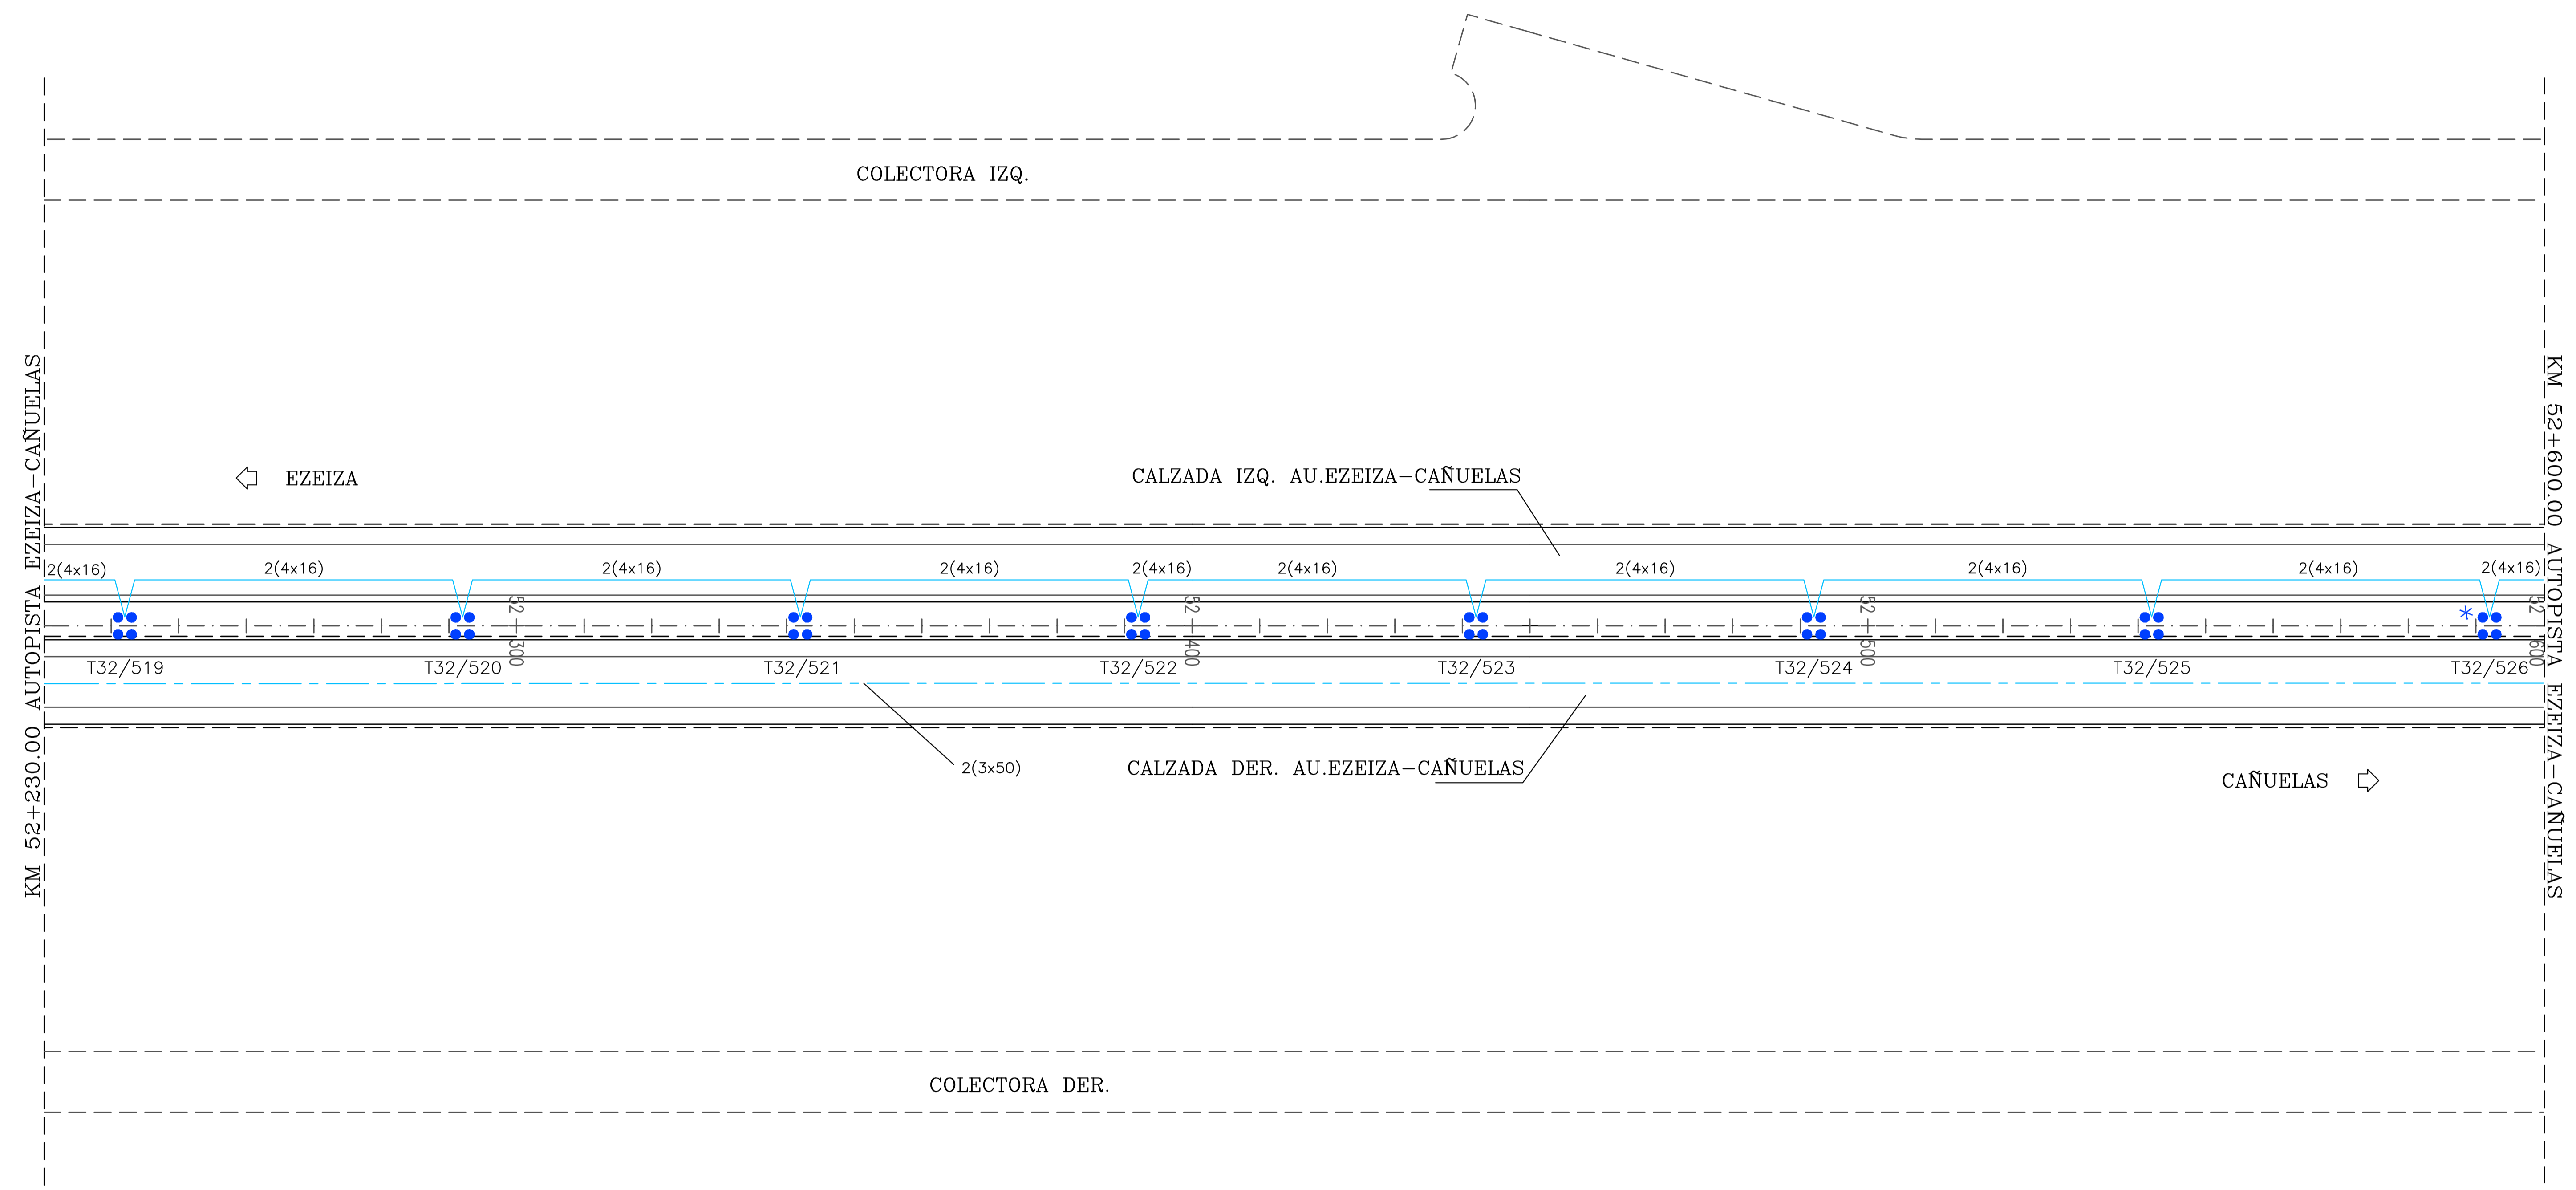 COLECTORA IZQ.
KM 52+230.00 AUTOPISTA EZEIZA-CAÑUELAS
KM 52+600.00 AUTOPISTA EZEIZA-CAÑUELAS
EZEIZA
CALZADA IZQ. AU.EZEIZA-CAÑUELAS
2(4x16) 2(4x16) 2(4x16) 2(4x16) 2(4x16) 2(4x16) 2(4x16) 2(4x16) 2(4x16) 2(4x16)
52 300
52 400
52 500
52 600
*
T32/519 T32/520 T32/521 T32/522 T32/523 T32/524 T32/525 T32/526
2(3x50)
CALZADA DER. AU.EZEIZA-CAÑUELAS
CAÑUELAS
COLECTORA DER.